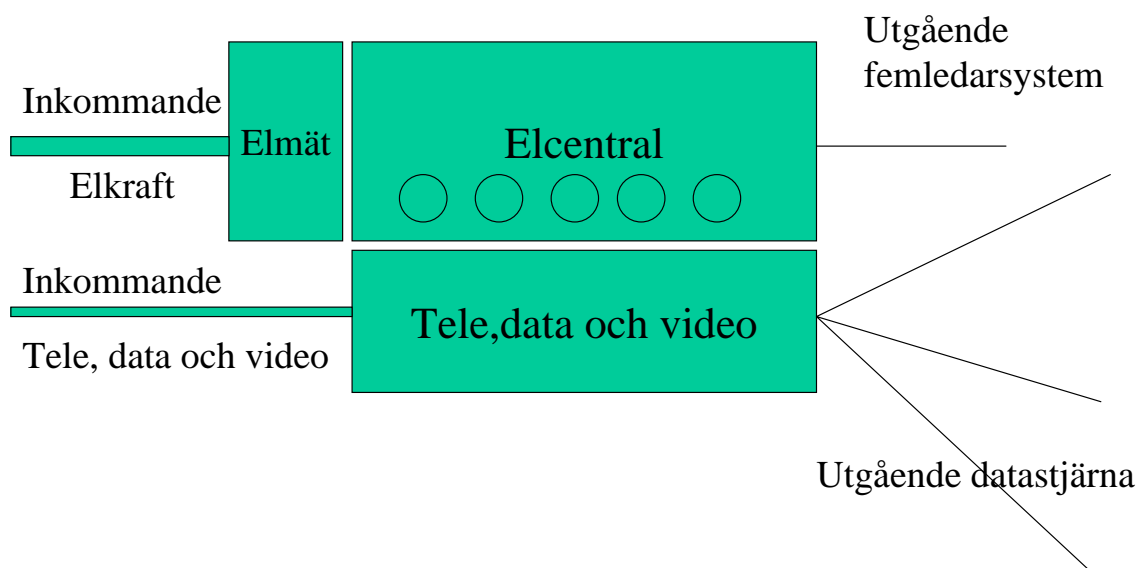 Utgående
femledarsystem
Inkommande
Elmät
Elcentral
Elkraft
Inkommande
Tele,data och video
Tele, data och video
Utgående datastjärna